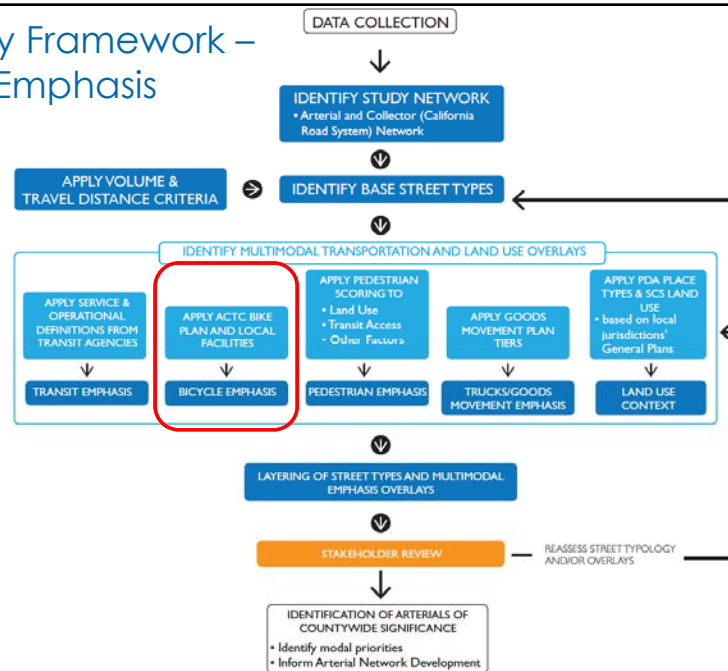 y Framework –
Emphasis
DATA COLLECTION
IDENTIFY STUDY NETWORK
• Arterial and Collector (California
Road System) Network
APPLY VOLUME &
TRAVEL DISTANCE CRITERIA
IDENTIFY BASE STREET TYPES
IDENTIFY MULTIMODAL TRANSPORTATION AND LAND USE OVERLAYS
APPLY SERVICE &
OPERATIONAL
DEFINITIONS FROM
TRANSIT AGENCIES
TRANSIT EMPHASIS
APPLY ACTC BIKE
PLAN AND LOCAL
FACILITIES
BICYCLE EMPHASIS
APPLY PEDESTRIAN
SCORING TO
• Land Use
• Transit Access
• Other Factors
PEDESTRIAN EMPHASIS
APPLY GOODS
MOVEMENT PLAN
TIERS
TRUCKS/GOODS
MOVEMENT EMPHASIS
APPLY PDA PLACE
TYPES & SCS LAND
USE
• based on local
jurisdictions'
General Plans
LAND USE
CONTEXT
LAYERING OF STREET TYPES AND MULTIMODAL
EMPHASIS OVERLAYS
STAKEHOLDER REVIEW
REASSESS STREET TYPOLOGY
AND/OR OVERLAYS
IDENTIFICATION OF ARTERIALS OF
COUNTYWIDE SIGNIFICANCE
• Identify modal priorities
• Inform Arterial Network Development